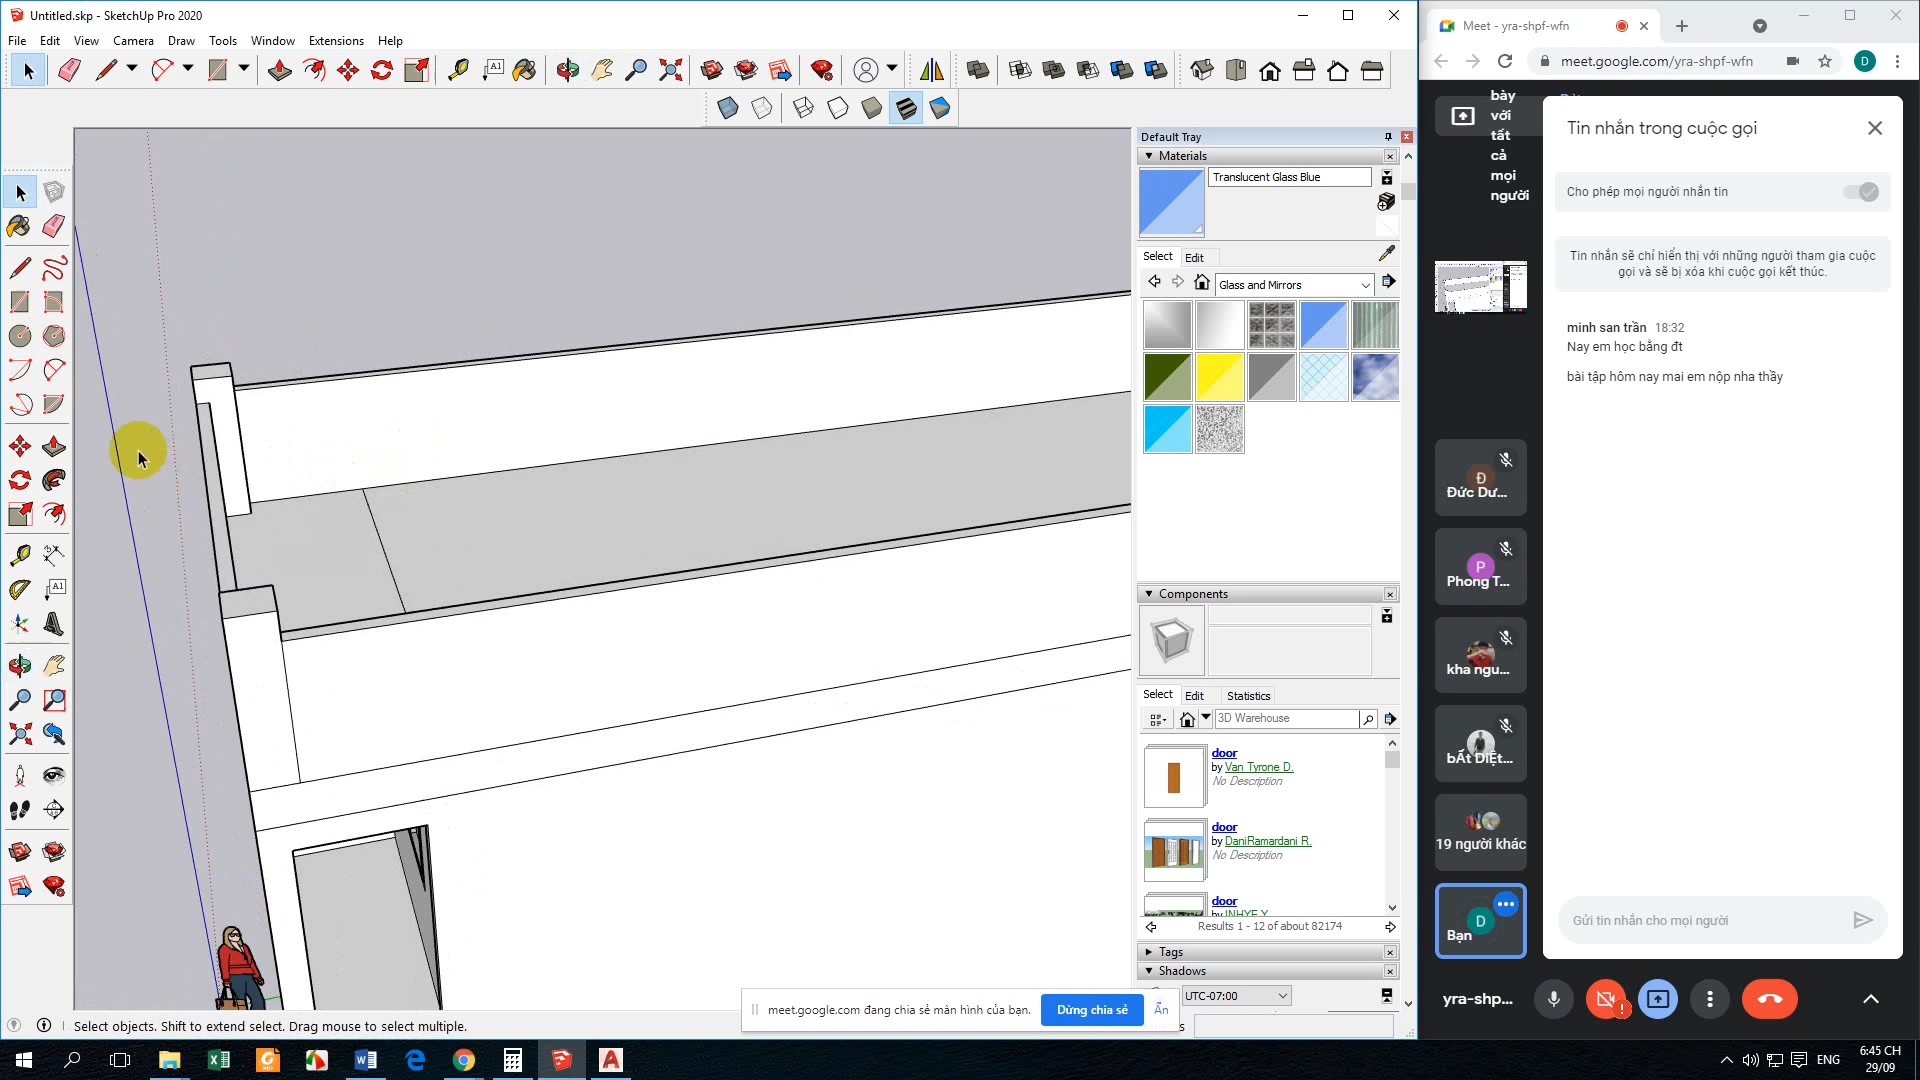 Untitled.skp - SketchUp Pro 2020
File Edit View Camera Draw Tools Window Extensions Help
A1
Default Tray
Materials
Translucent Glass Blue
Select Edit
Glass and Mirrors
A1
Components
Select Edit Statistics
3D Warehouse
door
by Van Tyrone D.
No Description
door
by DaniRamardani R.
No Description
door
by INHYE Y.
Results 1 - 12 of about 82174
Tags
Shadows
UTC-07:00
Select objects. Shift to extend select. Drag mouse to select multiple.
meet.google.com đang chia sẻ màn hình của bạn.
Dừng chia sẻ
Ẩn
Meet - yra-shpf-wfn
meet.google.com/yra-shpf-wfn
D
bày
với
tất
cả
mọi
người
Tin nhắn trong cuộc gọi
Cho phép mọi người nhắn tin
Tin nhắn sẽ chỉ hiển thị với những người tham gia cuộc
gọi và sẽ bị xóa khi cuộc gọi kết thúc.
minh san trần 18:32
Nay em học bằng đt
bài tập hôm nay mai em nộp nha thầy
Đ
Đức Dư...
P
Phong T...
kha ngu...
bẤt DiỆt...
19 người khác
D
Bạn
Gửi tin nhắn cho mọi người
yra-shp...
ENG
6:45 CH
29/09